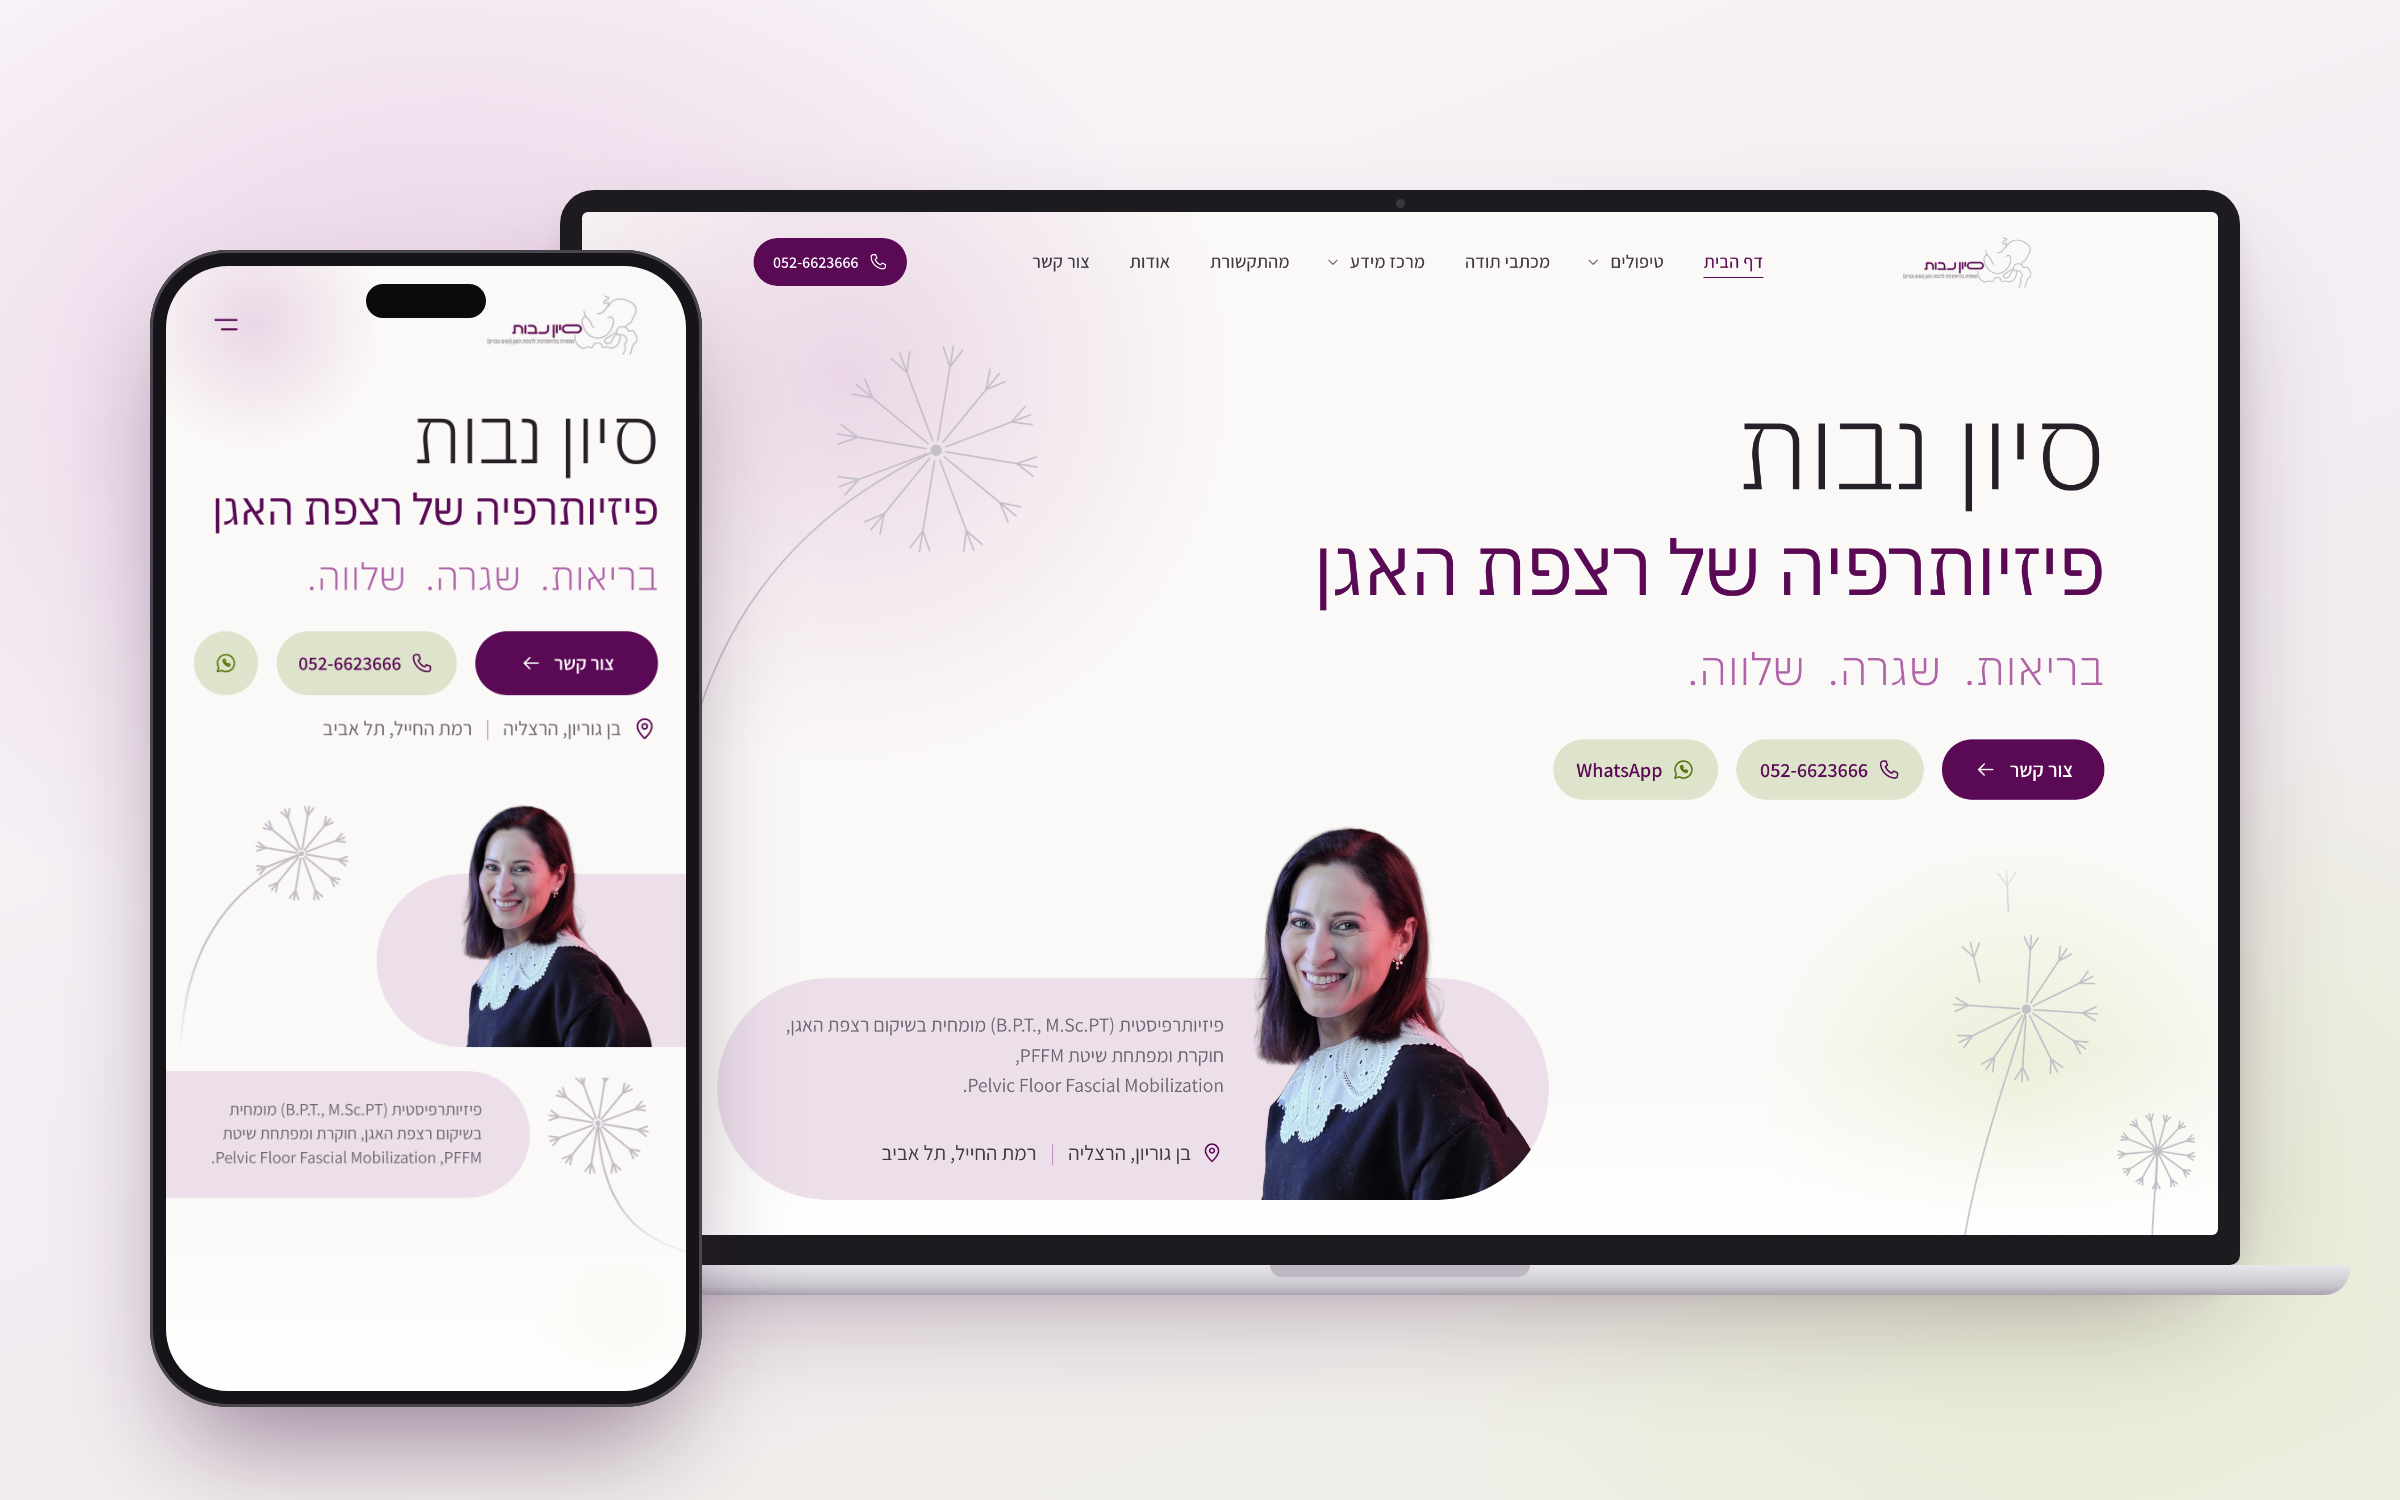 סיון נבות
דף הבית
טיפולים
מכתבי תודה
מרכז מידע
מהתקשורת
אודות
צור קשר
052-6623666
סיון נבות
פיזיותרפיה של רצפת האגן
בריאות. שגרה. שלווה.
צור קשר
052-6623666
WhatsApp
פיזיותרפיסטית (B.P.T., M.Sc.PT) מומחית בשיקום רצפת האגן,
חוקרת ומפתחת שיטת PFFM,
Pelvic Floor Fascial Mobilization.
בן גוריון, הרצליה | רמת החייל, תל אביב
סיון נבות
סיון נבות
פיזיותרפיה של רצפת האגן
בריאות. שגרה. שלווה.
צור קשר
052-6623666
בן גוריון, הרצליה | רמת החייל, תל אביב
פיזיותרפיסטית (B.P.T., M.Sc.PT) מומחית
בשיקום רצפת האגן, חוקרת ומפתחת שיטת
PFFM, Pelvic Floor Fascial Mobilization.